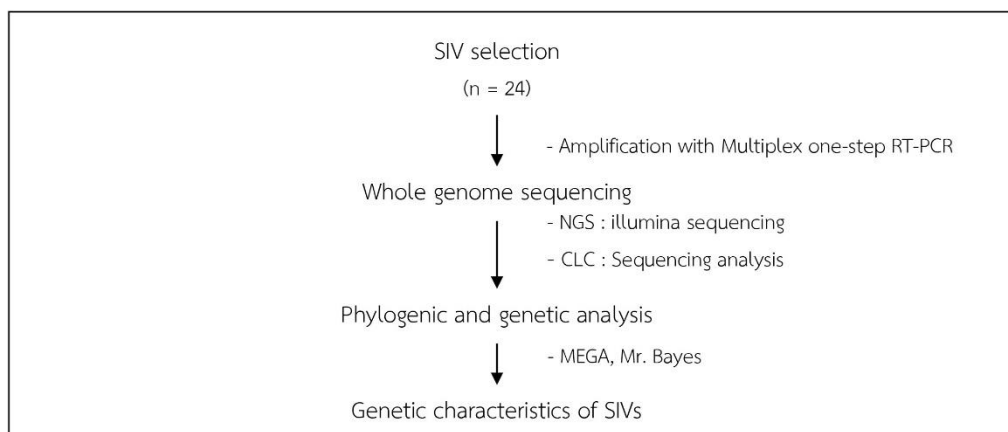 SIV selection
(n = 24)
- Amplification with Multiplex one-step RT-PCR
Whole genome sequencing
- NGS : illumina sequencing
- CLC : Sequencing analysis
Phylogenic and genetic analysis
- MEGA, Mr. Bayes
Genetic characteristics of SIVs